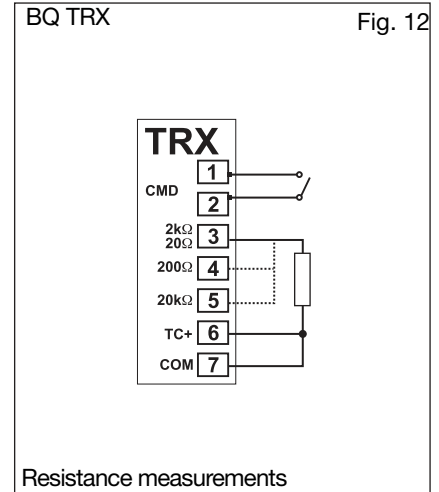 BQ TRX
Fig. 12
TRX
1
CMD
2
2kΩ
20Ω
3
200Ω 4
20kΩ 5
TC+ 6
COM 7
Resistance measurements